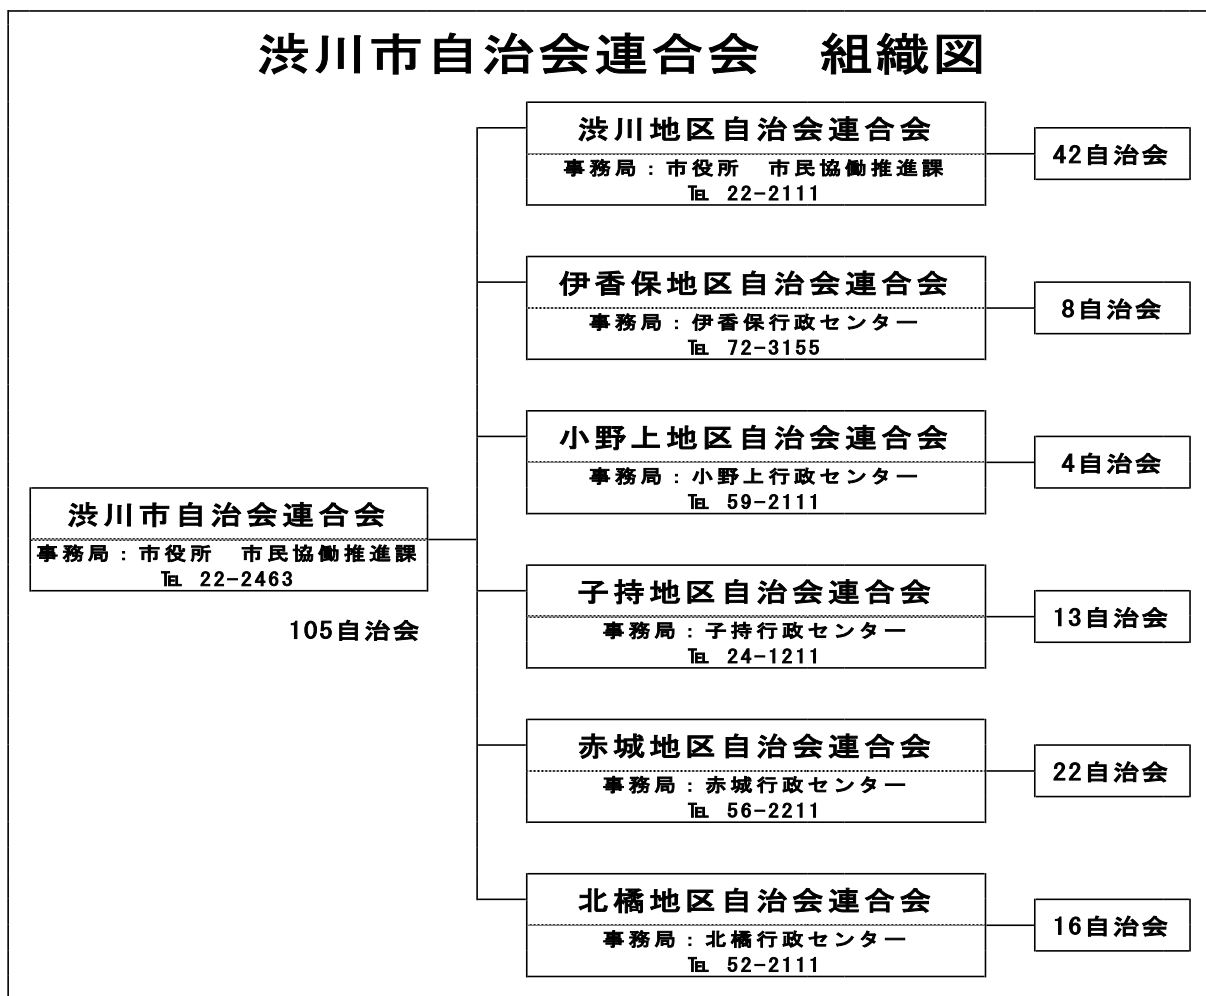 渋川市自治会連合会　組織図
渋川地区自治会連合会
事務局：市役所　市民協働推進課
℡ 22-2111
42自治会
伊香保地区自治会連合会
事務局：伊香保行政センター
℡ 72-3155
8自治会
小野上地区自治会連合会
事務局：小野上行政センター
℡ 59-2111
4自治会
渋川市自治会連合会
事務局：市役所　市民協働推進課
℡ 22-2463
105自治会
子持地区自治会連合会
事務局：子持行政センター
℡ 24-1211
13自治会
赤城地区自治会連合会
事務局：赤城行政センター
℡ 56-2211
22自治会
北橘地区自治会連合会
事務局：北橘行政センター
℡ 52-2111
16自治会